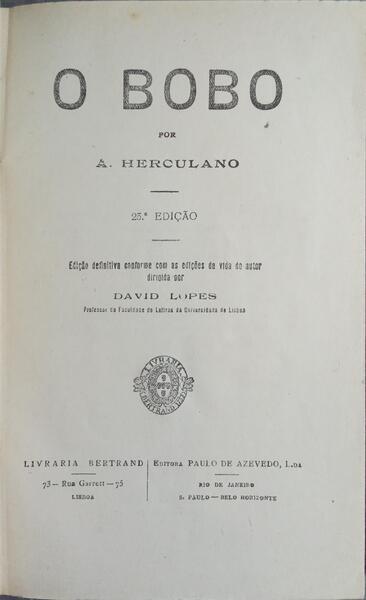 O BOBO
POR
A. HERCULANO
25.ª EDIÇÃO
Edição definitiva conforme com as edições da vida do autor
dirigida por
DAVID LOPES
Professor da Faculdade de Letras da Universidade de Lisboa
LIVRARIA
BERTRAND
LIVRARIA BERTRAND
73 — Rua Garrett — 75
LISBOA
Editora PAULO DE AZEVEDO, L.DA
RIO DE JANEIRO
S. PAULO — BELO HORIZONTE